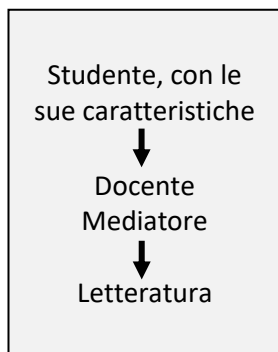 Studente, con le
sue caratteristiche
Docente
Mediatore
Letteratura